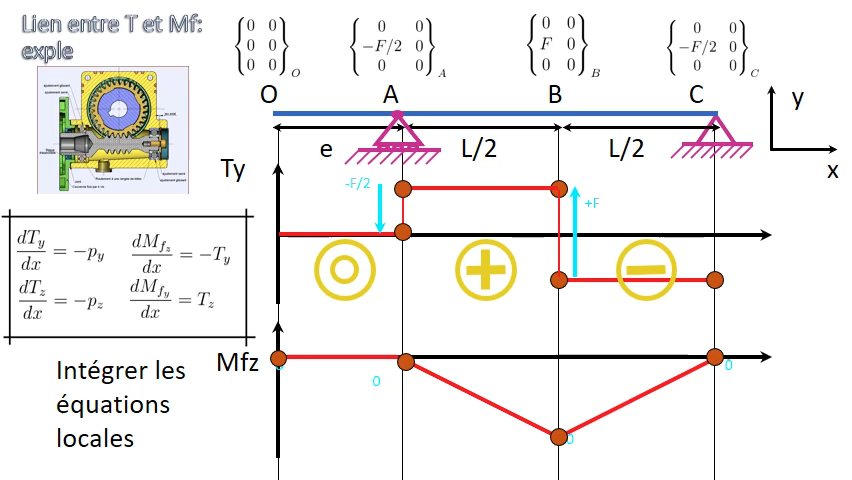 Lien entre T et Mf:
exple
{0 0
0 0
0 0}O
{0 0
−F/2 0
0 0}A
{0 0
F 0
0 0}B
{0 0
−F/2 0
0 0}C
O A B C
y
x
e L/2 L/2
Ty
-F/2
+F
dTy/dx = −py dMfz/dx = −Ty
dTz/dx = −pz dMfy/dx = Tz
Mfz
0
0
0
Intégrer les
équations
locales